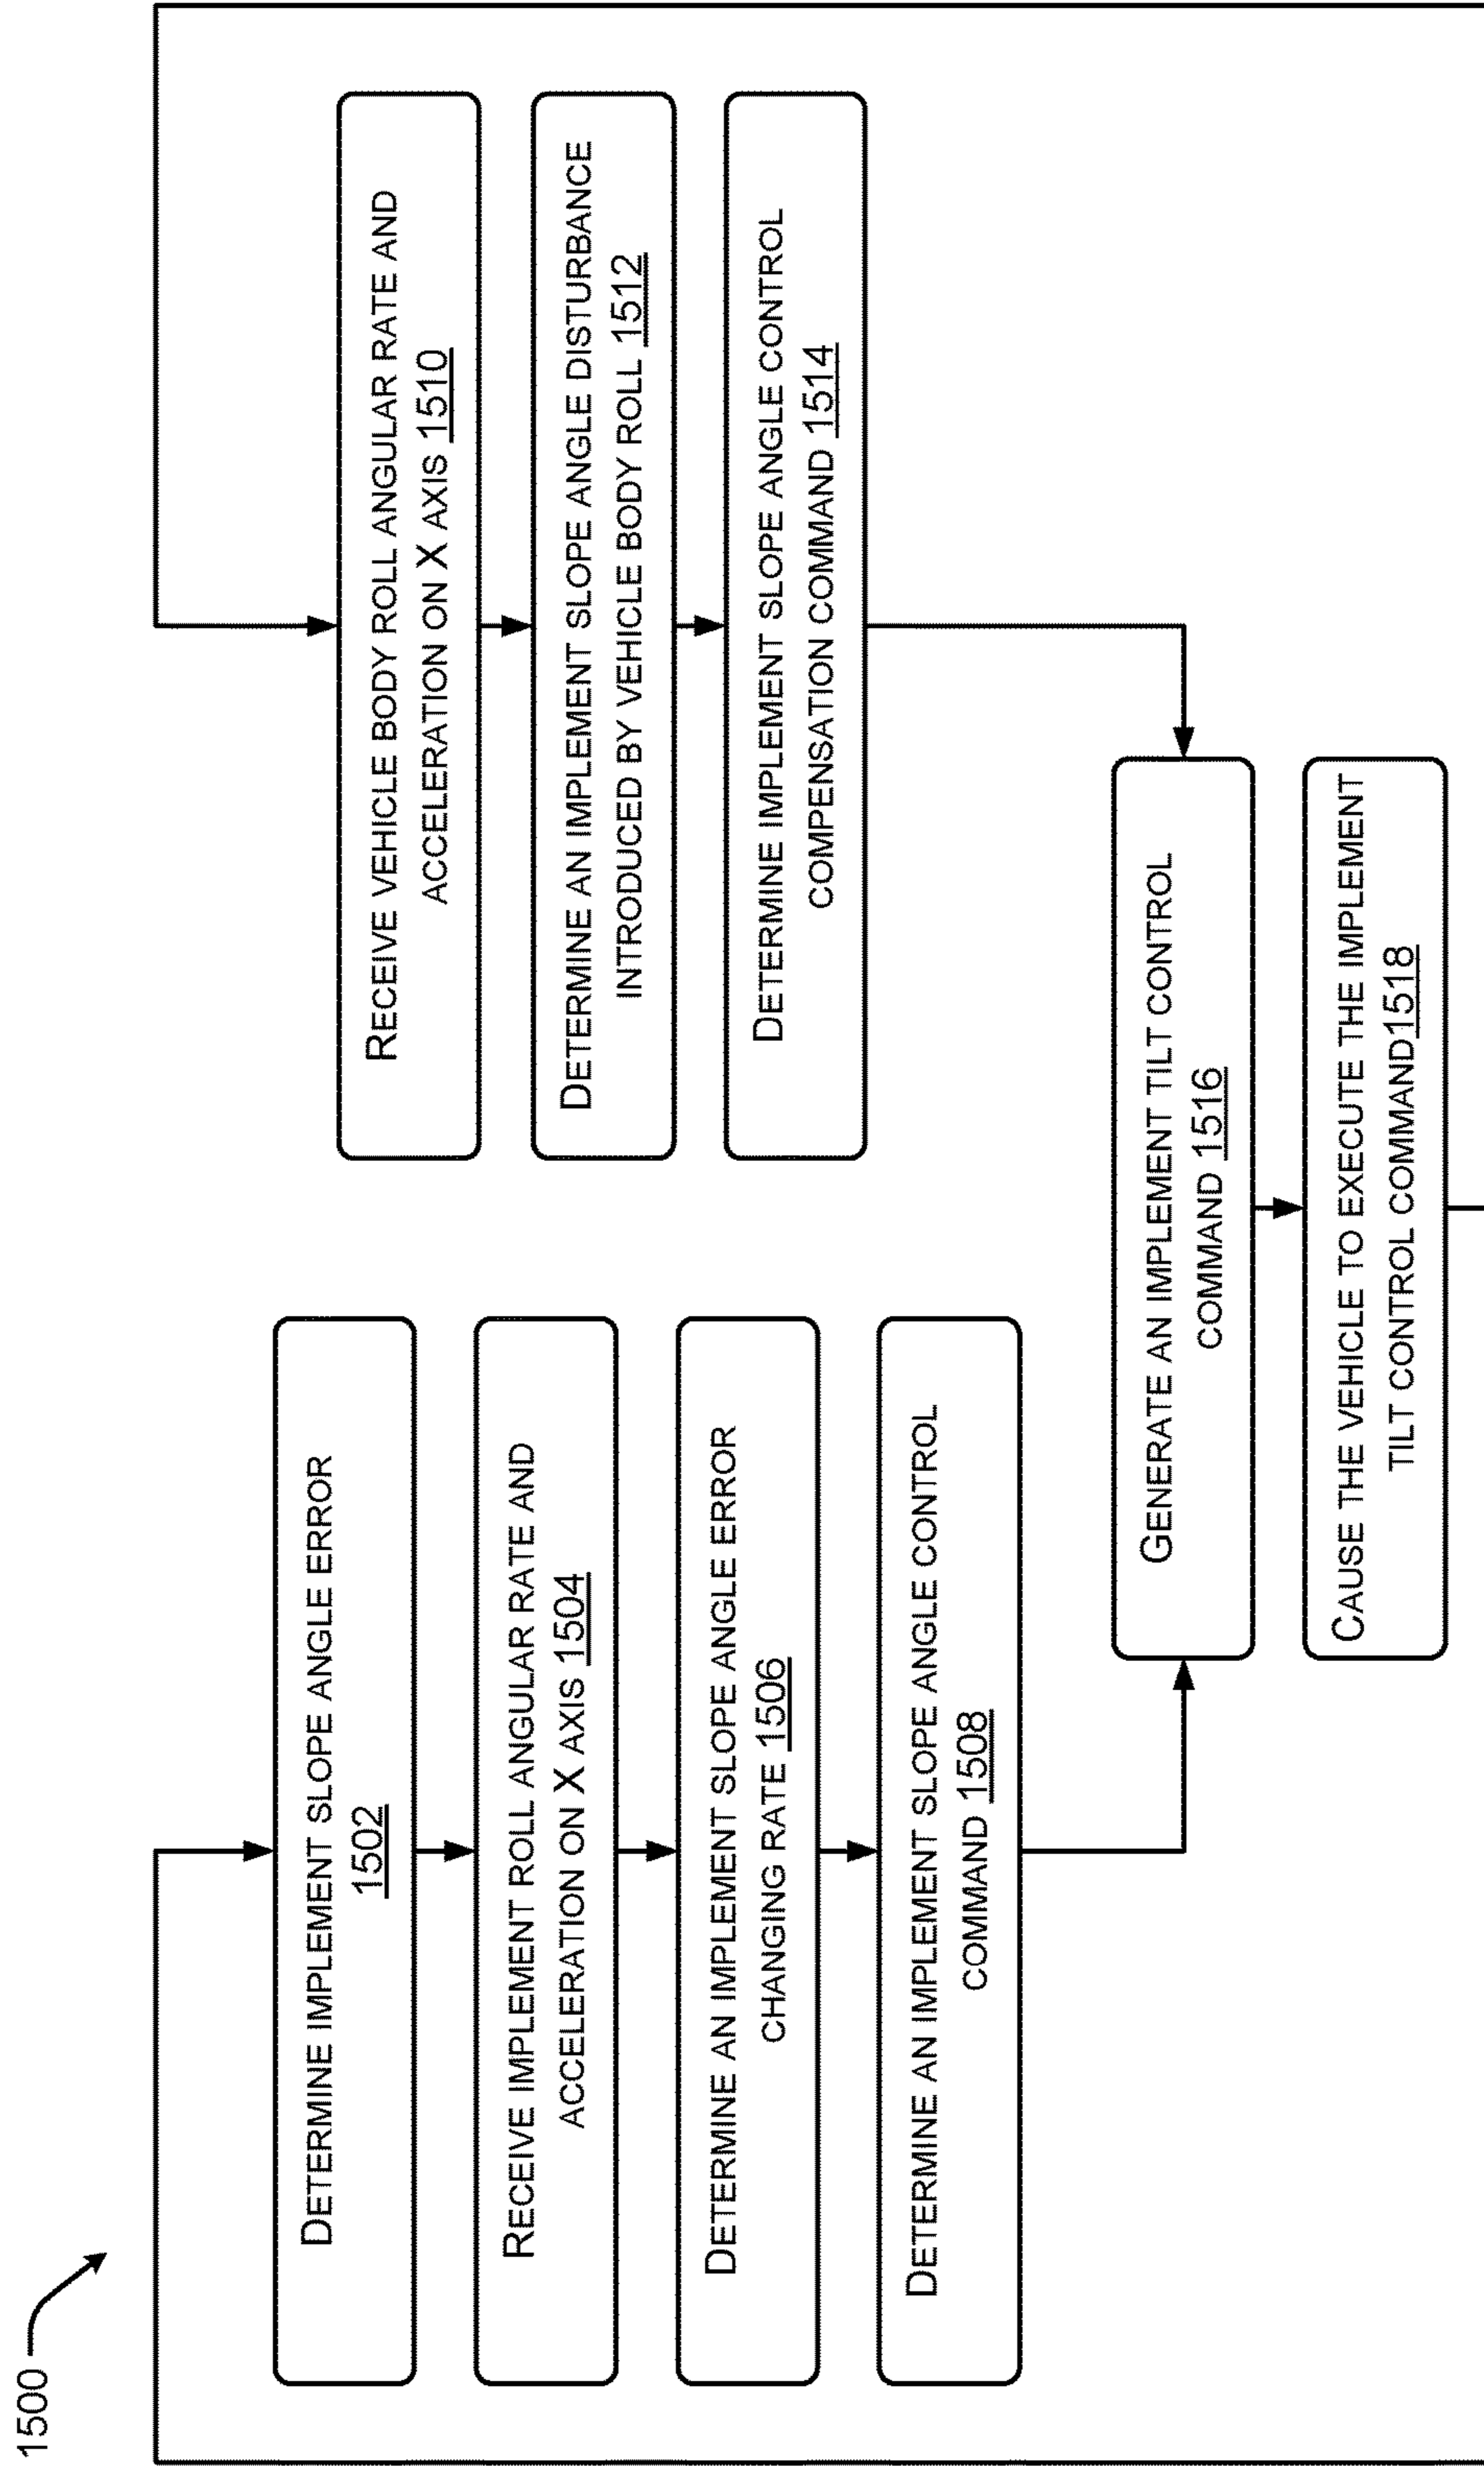 1500
DETERMINE IMPLEMENT SLOPE ANGLE ERROR
1502
RECEIVE IMPLEMENT ROLL ANGULAR RATE AND
ACCELERATION ON X AXIS 1504
DETERMINE AN IMPLEMENT SLOPE ANGLE ERROR
CHANGING RATE 1506
DETERMINE AN IMPLEMENT SLOPE ANGLE CONTROL
COMMAND 1508
RECEIVE VEHICLE BODY ROLL ANGULAR RATE AND
ACCELERATION ON X AXIS 1510
DETERMINE AN IMPLEMENT SLOPE ANGLE DISTURBANCE
INTRODUCED BY VEHICLE BODY ROLL 1512
DETERMINE IMPLEMENT SLOPE ANGLE CONTROL
COMPENSATION COMMAND 1514
GENERATE AN IMPLEMENT TILT CONTROL
COMMAND 1516
CAUSE THE VEHICLE TO EXECUTE THE IMPLEMENT
TILT CONTROL COMMAND1518